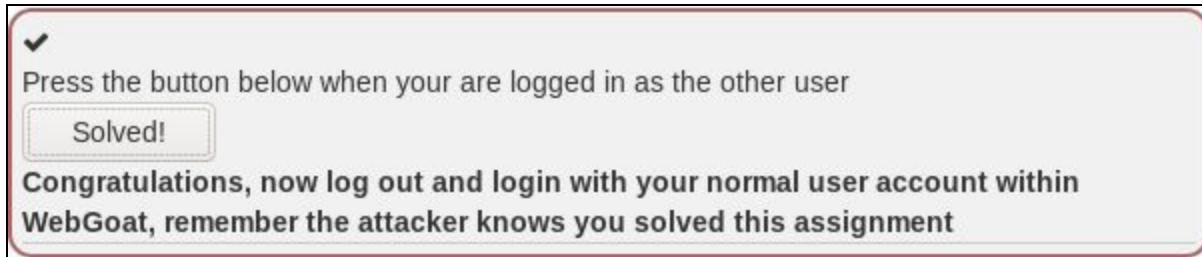 Press the button below when your are logged in as the other user
Solved!
Congratulations, now log out and login with your normal user account within
WebGoat, remember the attacker knows you solved this assignment